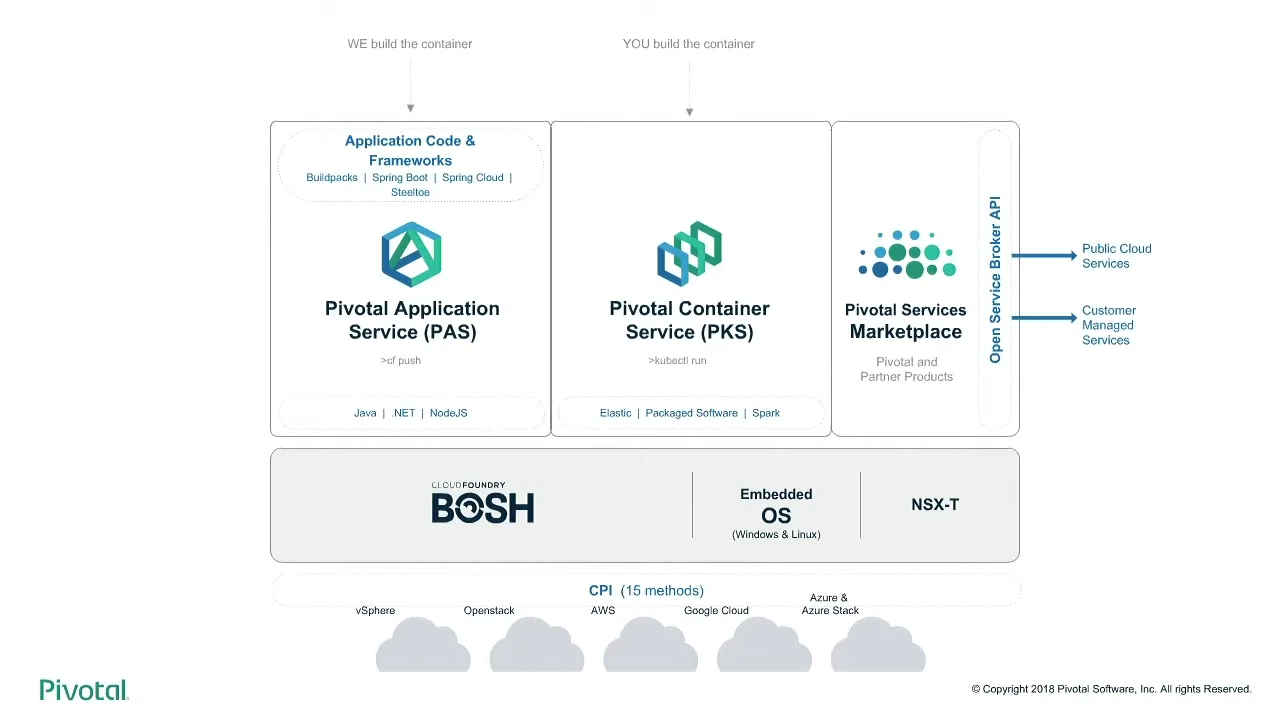 WE build the container
YOU build the container
Application Code &
Frameworks
Buildpacks | Spring Boot | Spring Cloud |
Steeltoe
Pivotal Application
Service (PAS)
>cf push
Java | .NET | NodeJS
Pivotal Container
Service (PKS)
>kubectl run
Elastic | Packaged Software | Spark
Pivotal Services
Marketplace
Pivotal and
Partner Products
Open Service Broker API
Public Cloud
Services
Customer
Managed
Services
CLOUDFOUNDRY
BOSH
Embedded
OS
(Windows & Linux)
NSX-T
CPI (15 methods)
vSphere
Openstack
AWS
Google Cloud
Azure &
Azure Stack
Pivotal
© Copyright 2018 Pivotal Software, Inc. All rights Reserved.